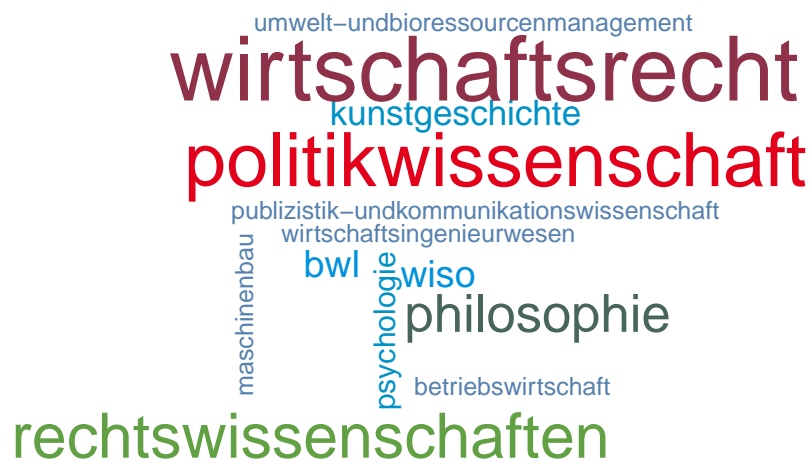 umwelt−undbioressourcenmanagement
wirtschaftsrecht
kunstgeschichte
politikwissenschaft
publizistik−undkommunikationswissenschaft
wirtschaftsingenieurwesen
maschinenbau
bwl
psychologie
wiso
philosophie
betriebswirtschaft
rechtswissenschaften